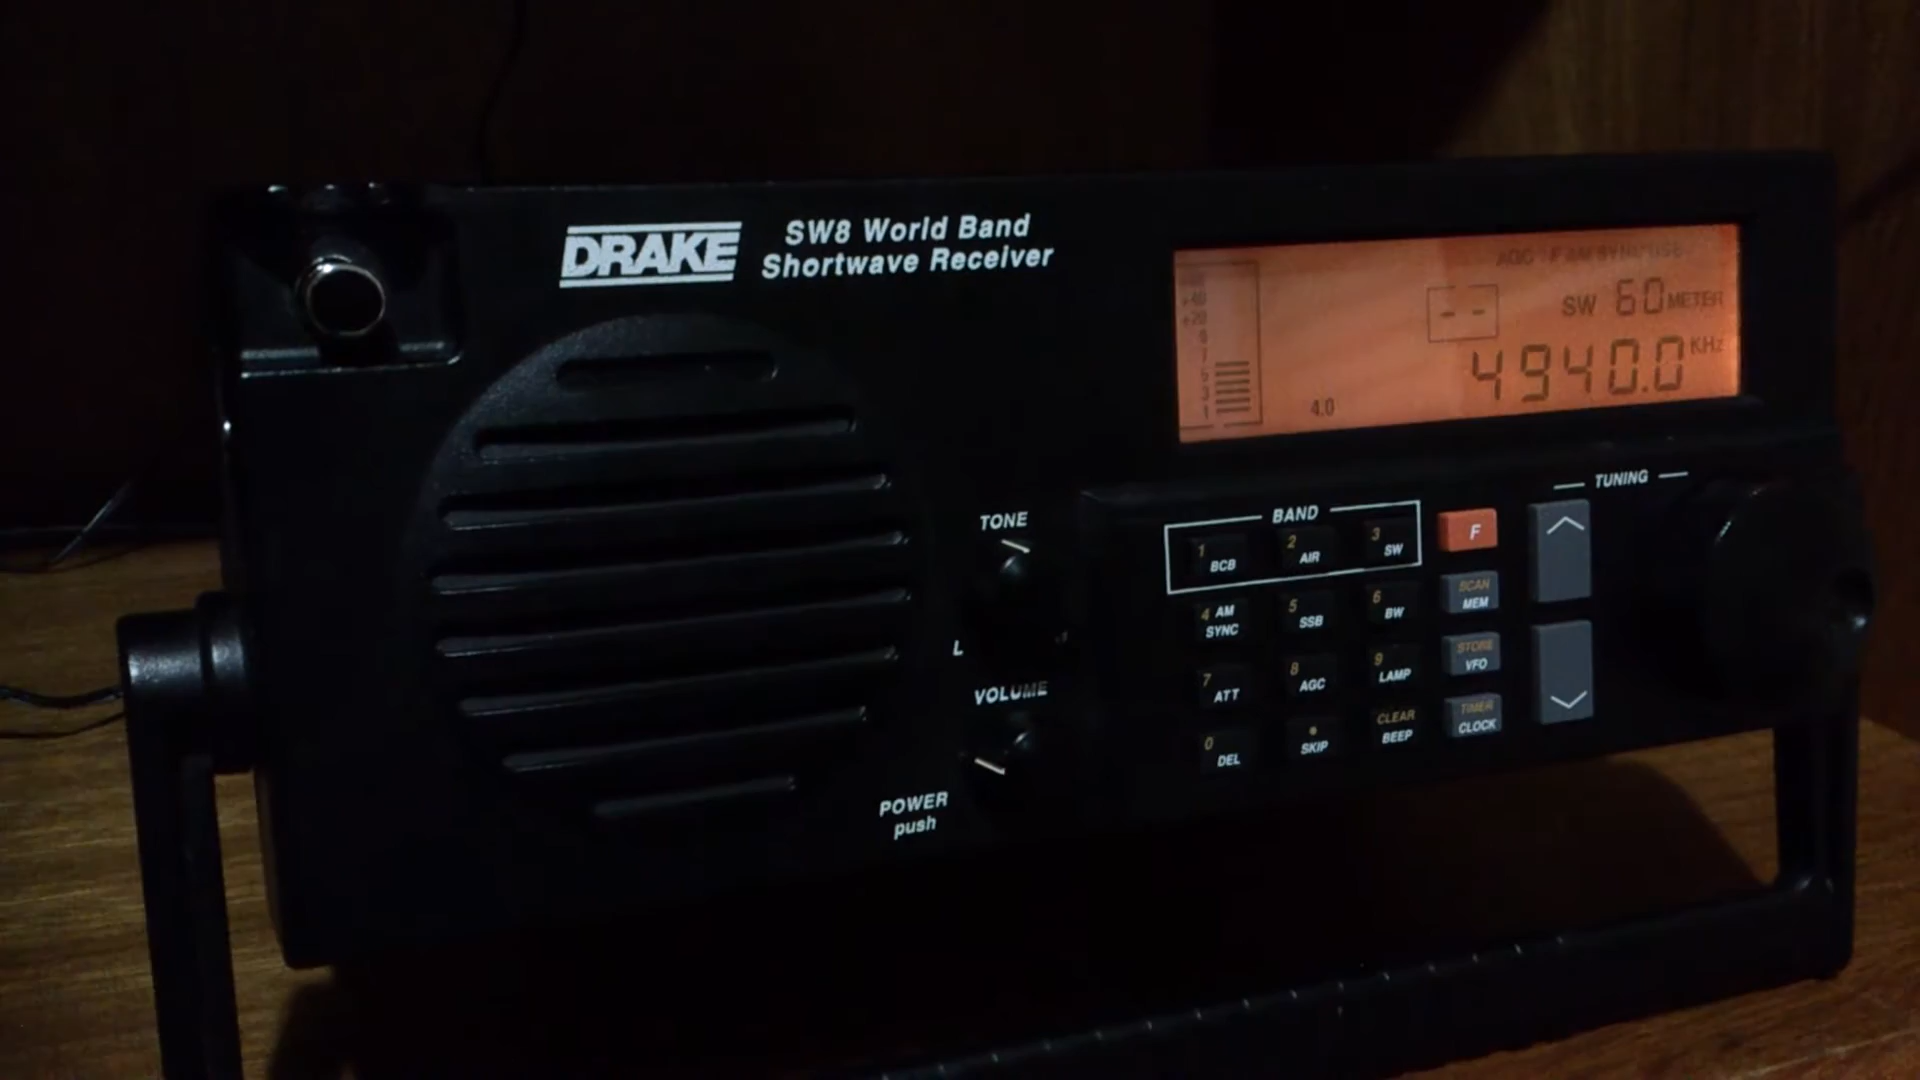 DRAKE
SW8 World Band
Shortwave Receiver
+40
+20
4.0
- -
SW 60 METER
4940.0 KHz
TUNING
TONE
L
VOLUME
POWER
push
BAND
1 BCB
2 AIR
3 SW
F
4 AM SYNC
5 SSB
6 BW
SCAN MEM
7 ATT
8 AGC
9 LAMP
STORE VFO
0 DEL
• SKIP
CLEAR BEEP
TIMER CLOCK